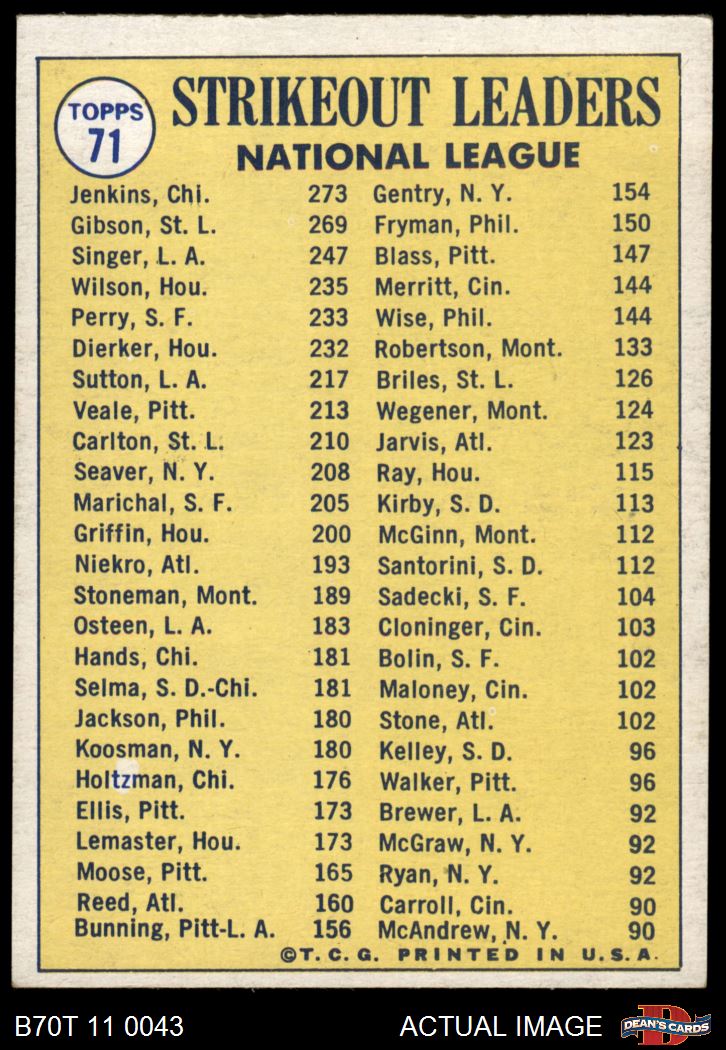 TOPPS
71
STRIKEOUT LEADERS
NATIONAL LEAGUE
Jenkins, Chi. 273
Gibson, St. L. 269
Singer, L. A. 247
Wilson, Hou. 235
Perry, S. F. 233
Dierker, Hou. 232
Sutton, L. A. 217
Veale, Pitt. 213
Carlton, St. L. 210
Seaver, N. Y. 208
Marichal, S. F. 205
Griffin, Hou. 200
Niekro, Atl. 193
Stoneman, Mont. 189
Osteen, L. A. 183
Hands, Chi. 181
Selma, S. D.-Chi. 181
Jackson, Phil. 180
Koosman, N. Y. 180
Holtzman, Chi. 176
Ellis, Pitt. 173
Lemaster, Hou. 173
Moose, Pitt. 165
Reed, Atl. 160
Bunning, Pitt-L. A. 156
Gentry, N. Y. 154
Fryman, Phil. 150
Blass, Pitt. 147
Merritt, Cin. 144
Wise, Phil. 144
Robertson, Mont. 133
Briles, St. L. 126
Wegener, Mont. 124
Jarvis, Atl. 123
Ray, Hou. 115
Kirby, S. D. 113
McGinn, Mont. 112
Santorini, S. D. 112
Sadecki, S. F. 104
Cloninger, Cin. 103
Bolin, S. F. 102
Maloney, Cin. 102
Stone, Atl. 102
Kelley, S. D. 96
Walker, Pitt. 96
Brewer, L. A. 92
McGraw, N. Y. 92
Ryan, N. Y. 92
Carroll, Cin. 90
McAndrew, N. Y. 90
©T. C. G. PRINTED IN U. S. A.
B70T 11 0043
ACTUAL IMAGE
D
DEAN'S CARDS